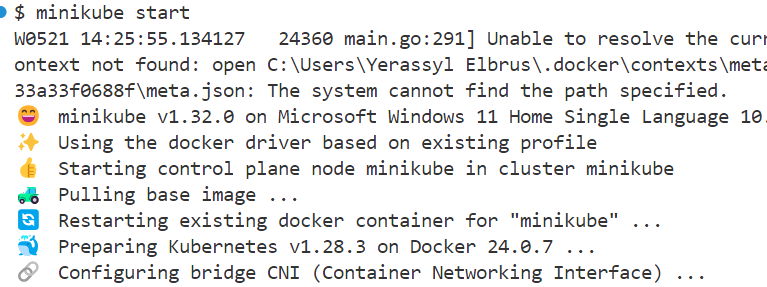 $ minikube start
W0521 14:25:55.134127   24360 main.go:291] Unable to resolve the curr
ontext not found: open C:\Users\Yerassyl Elbrus\.docker\contexts\meta
33a33f0688f\meta.json: The system cannot find the path specified.
😄  minikube v1.32.0 on Microsoft Windows 11 Home Single Language 10.
✨  Using the docker driver based on existing profile
👍  Starting control plane node minikube in cluster minikube
🚜  Pulling base image ...
🔄  Restarting existing docker container for "minikube" ...
🐳  Preparing Kubernetes v1.28.3 on Docker 24.0.7 ...
🔗  Configuring bridge CNI (Container Networking Interface) ...